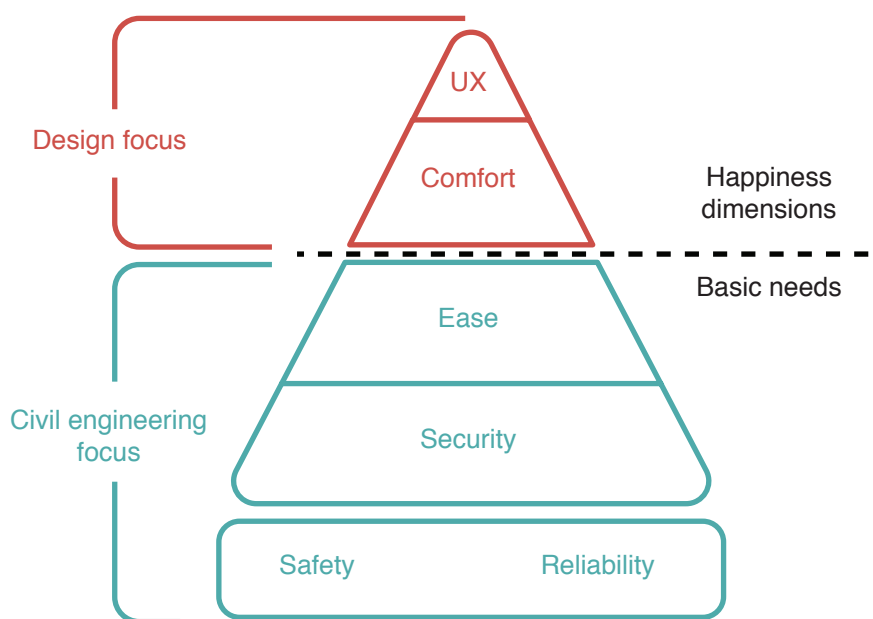 UX
Design focus
Comfort
Happiness
dimensions
Basic needs
Ease
Civil engineering
focus
Security
Safety
Reliability